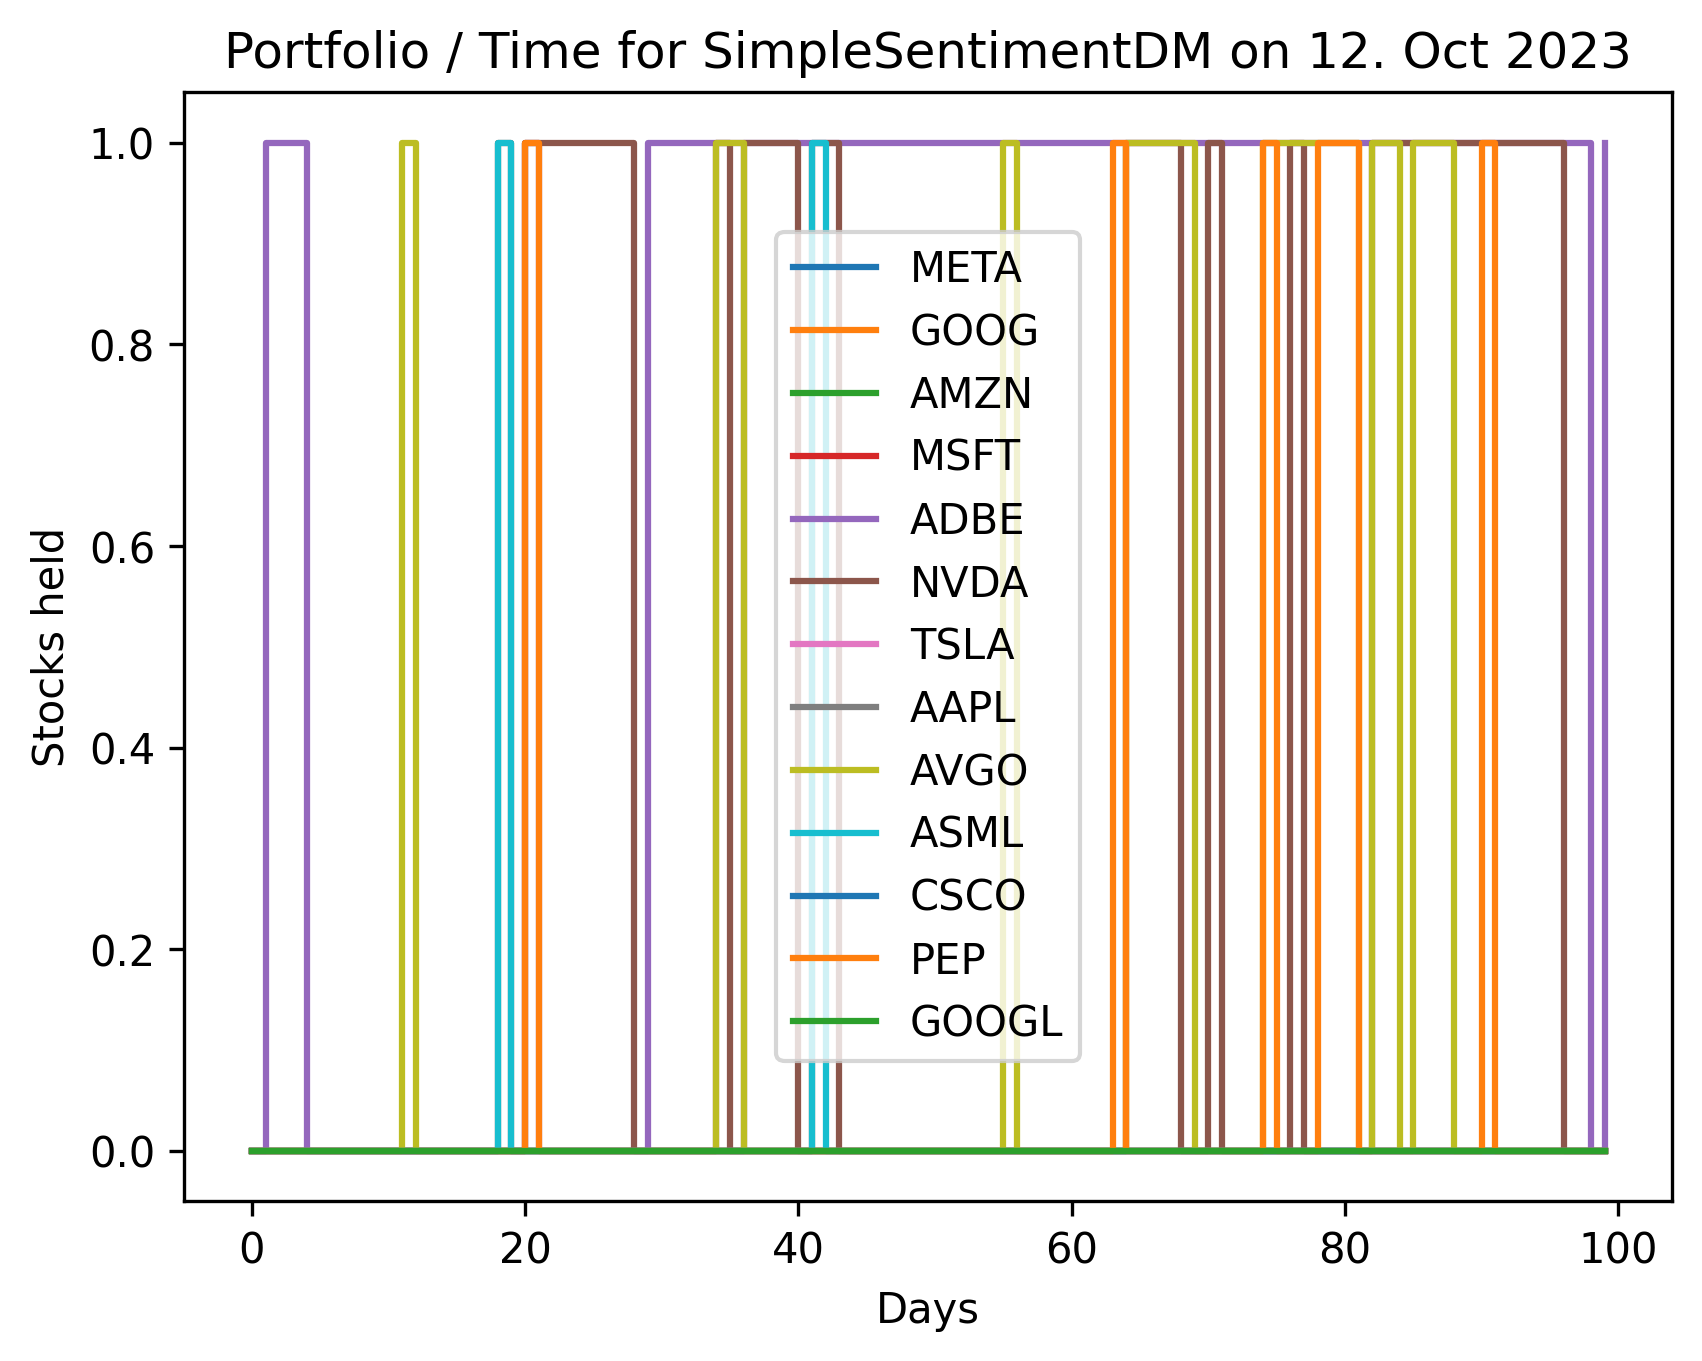 Portfolio / Time for SimpleSentimentDM on 12. Oct 2023
1.0
0.8
0.6
0.4
0.2
0.0
Stocks held
META
GOOG
AMZN
MSFT
ADBE
NVDA
TSLA
AAPL
AVGO
ASML
CSCO
PEP
GOOGL
0 20 40 60 80 100
Days